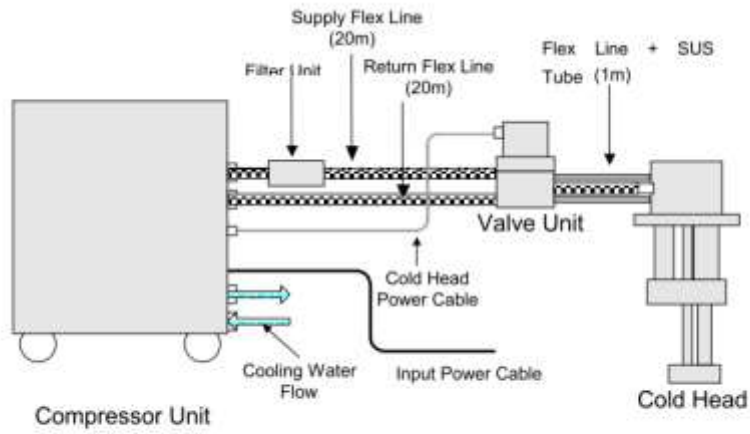 Supply Flex Line
(20m)
Filter Unit
Return Flex Line
(20m)
Flex Line + SUS
Tube (1m)
Valve Unit
Cold Head
Power Cable
Cooling Water
Flow
Input Power Cable
Cold Head
Compressor Unit